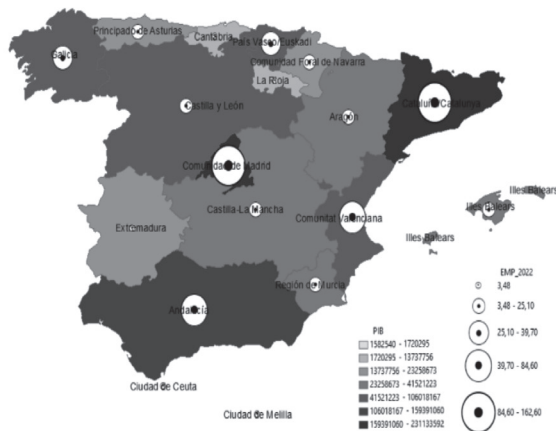 Principado de Asturias
Cantabria
País Vasco/Euskadi
Galicia
Comunidad Foral de Navarra
La Rioja
Cataluña/Catalunya
Castilla y León
Aragón
Comunidad de Madrid
Illes Balears
Illes Balears
Castilla-La Mancha
Comunitat Valenciana
Extremadura
Illes Balears
Región de Murcia
Andalucía
Ciudad de Ceuta
Ciudad de Melilla
EMP_2022
3,48
3,48 - 25,10
25,10 - 39,70
39,70 - 84,60
84,60 - 162,60
PIB
1582540 - 1720295
1720295 - 13737756
13737756 - 23258673
23258673 - 41521223
41521223 - 106018167
106018167 - 159391060
159391060 - 231133592